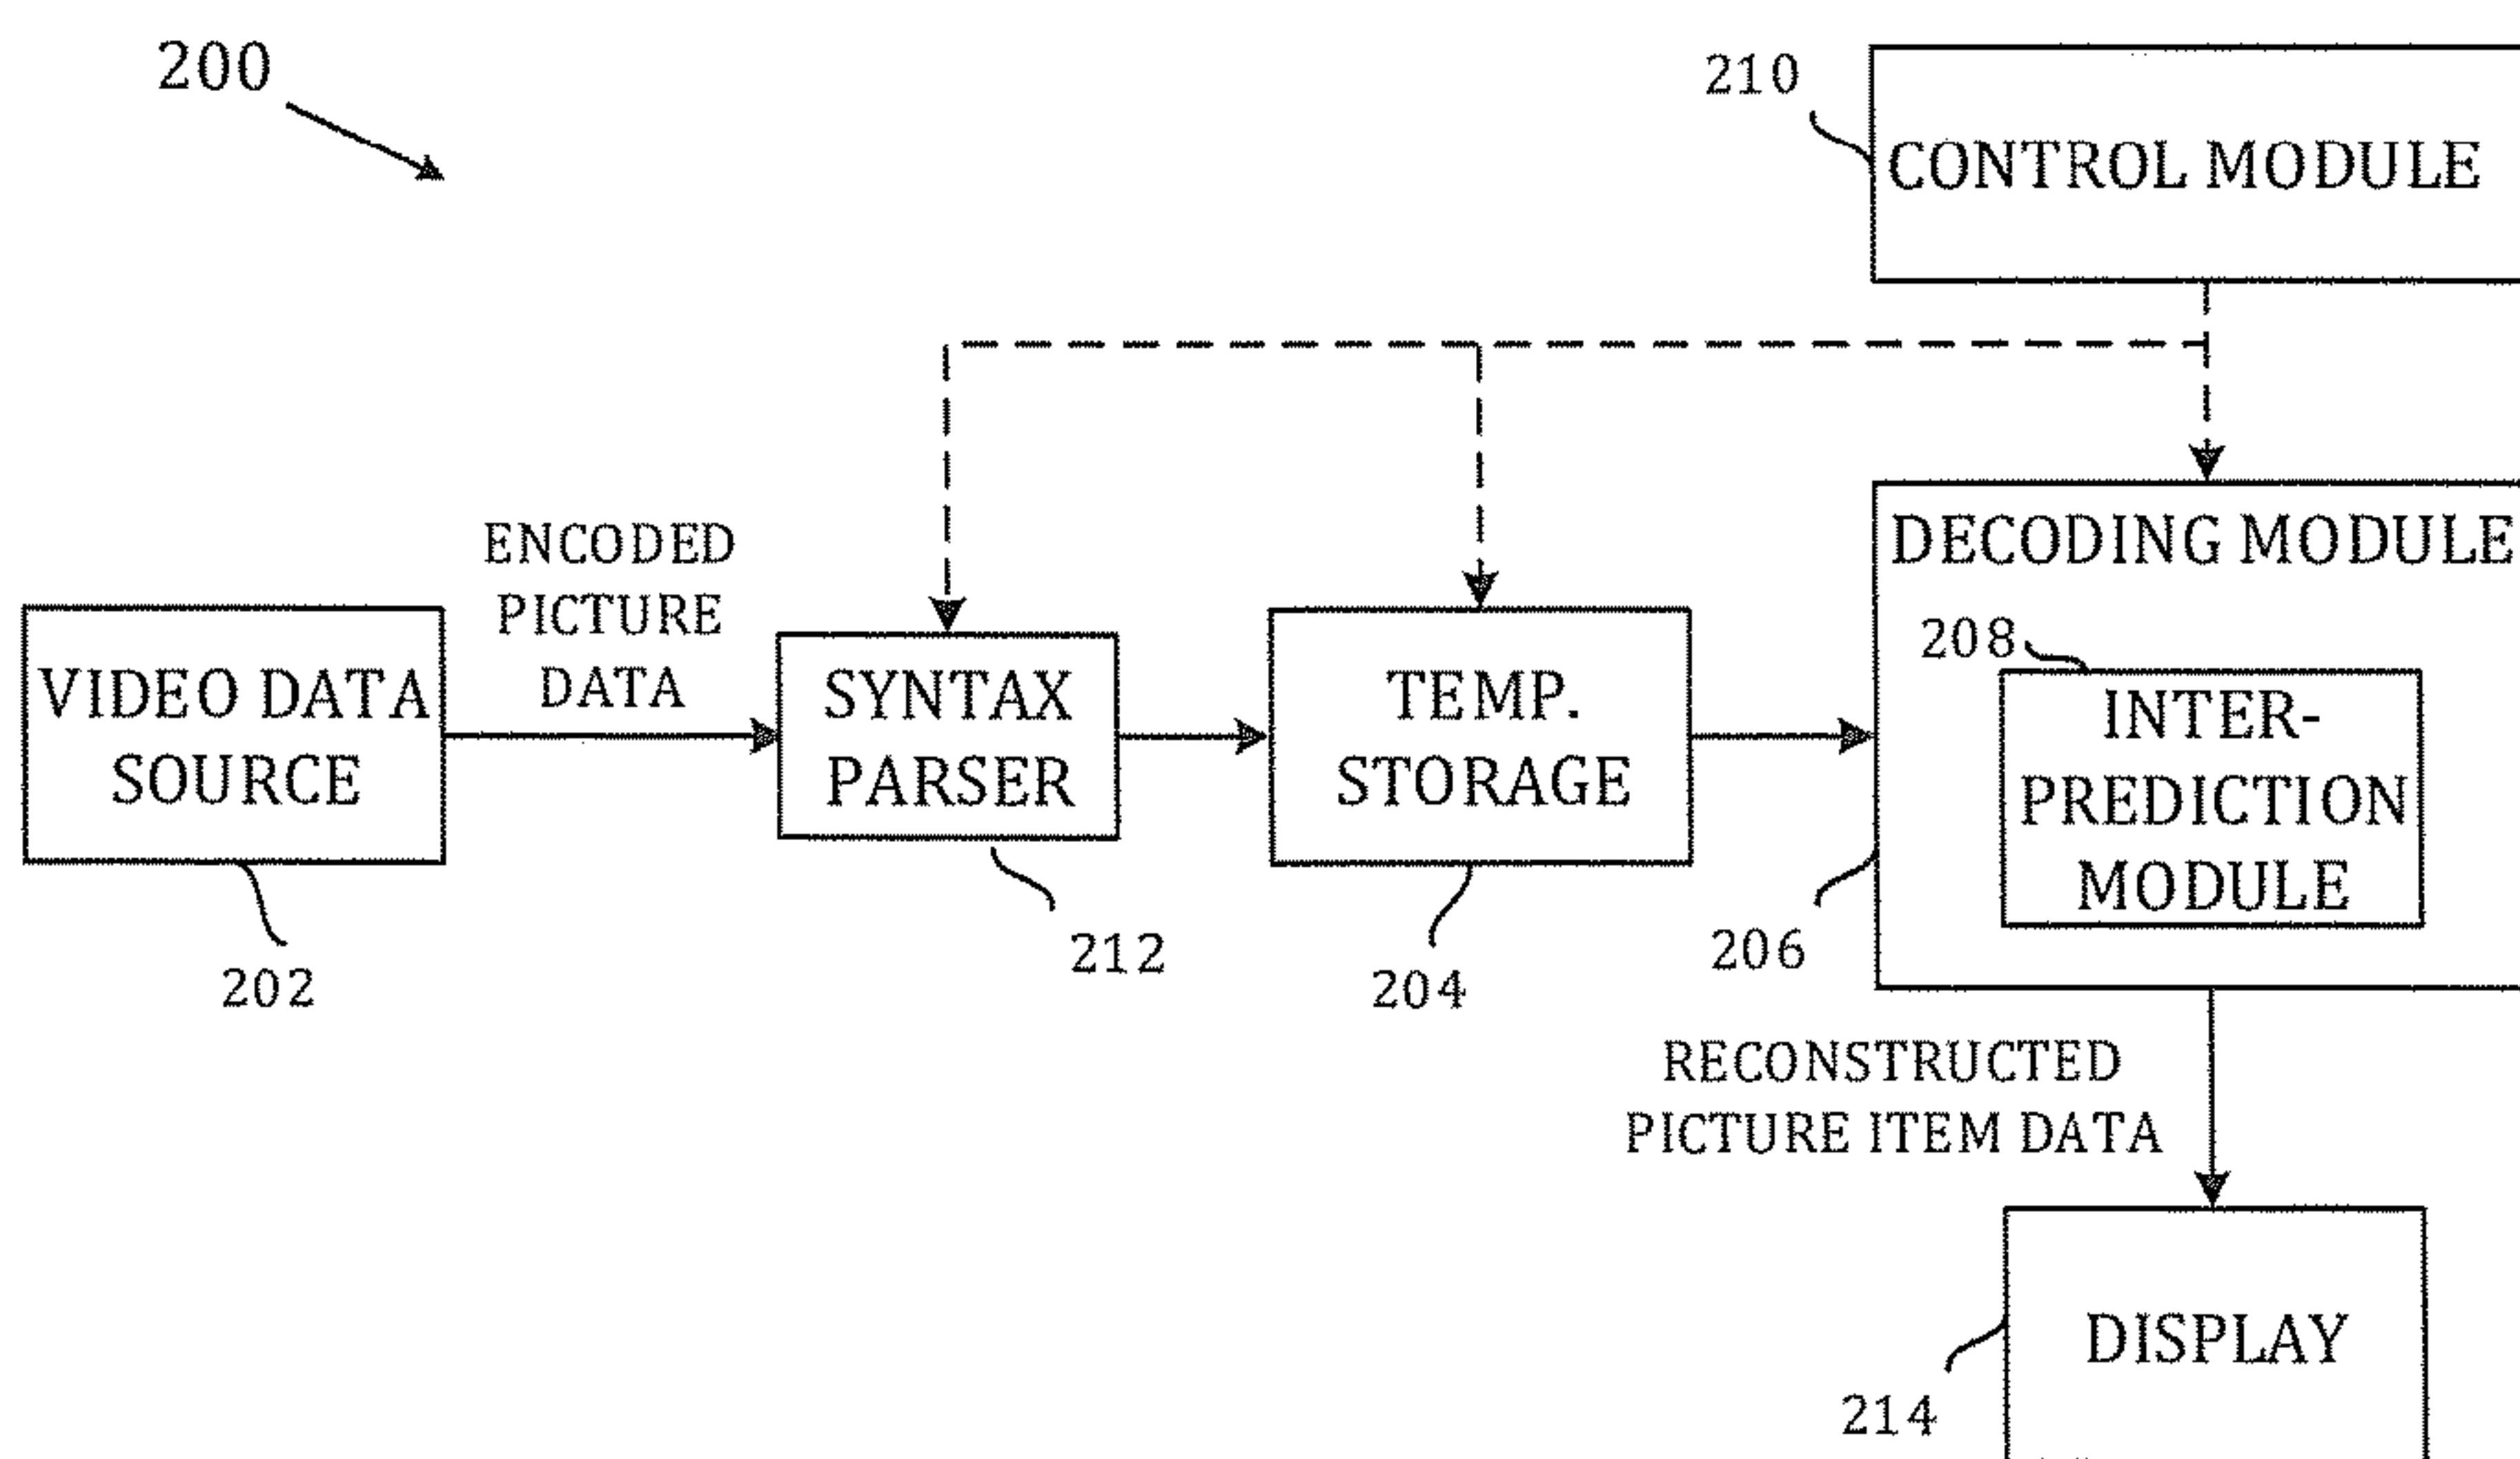 200
210
CONTROL MODULE
ENCODED
PICTURE
DATA
VIDEO DATA
SOURCE
202
SYNTAX
PARSER
212
TEMP.
STORAGE
204
DECODING MODULE
208
INTER-
PREDICTION
MODULE
206
RECONSTRUCTED
PICTURE ITEM DATA
DISPLAY
214